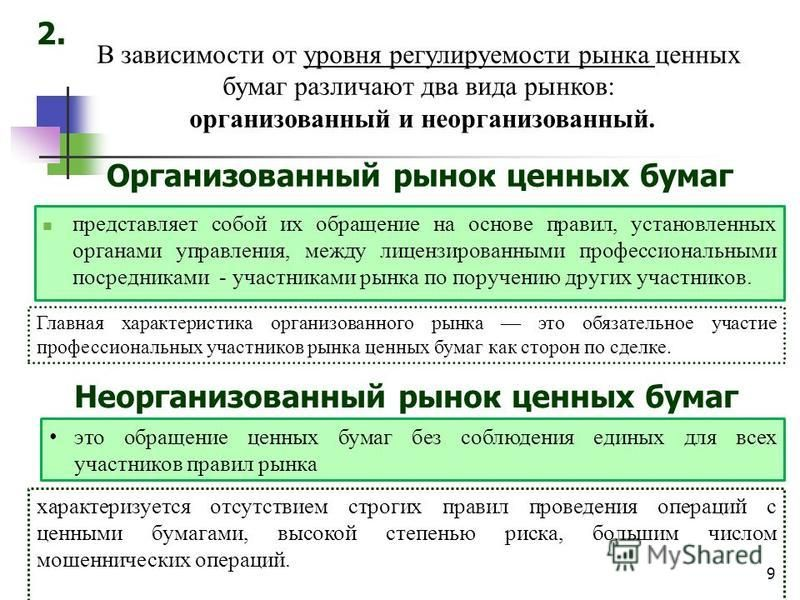 2.
В зависимости от уровня регулируемости рынка ценных
бумаг различают два вида рынков:
организованный и неорганизованный.
Организованный рынок ценных бумаг
представляет собой их обращение на основе правил, установленных
органами управления, между лицензированными профессиональными
посредниками - участниками рынка по поручению других участников.
Главная характеристика организованного рынка — это обязательное участие
профессиональных участников рынка ценных бумаг как сторон по сделке.
Неорганизованный рынок ценных бумаг
• это обращение ценных бумаг без соблюдения единых для всех
участников правил рынка
характеризуется отсутствием строгих правил проведения операций с
ценными бумагами, высокой степенью риска, большим числом
мошеннических операций.
MyShared
9